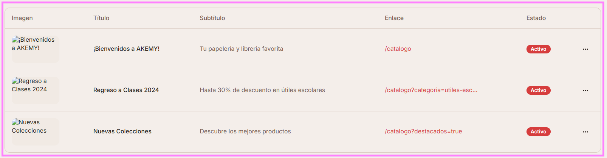 Imagen Título Subtítulo Enlace Estado
¡Bienvenidos a AKEMY! ¡Bienvenidos a AKEMY! Tu papelería y librería favorita /catalogo Activo ...
Regreso a Clases 2024 Regreso a Clases 2024 Hasta 30% de descuento en útiles escolares /catalogo?categoria=utiles-esc... Activo ...
Nuevas Colecciones Nuevas Colecciones Descubre los mejores productos /catalogo?destacados=true Activo ...